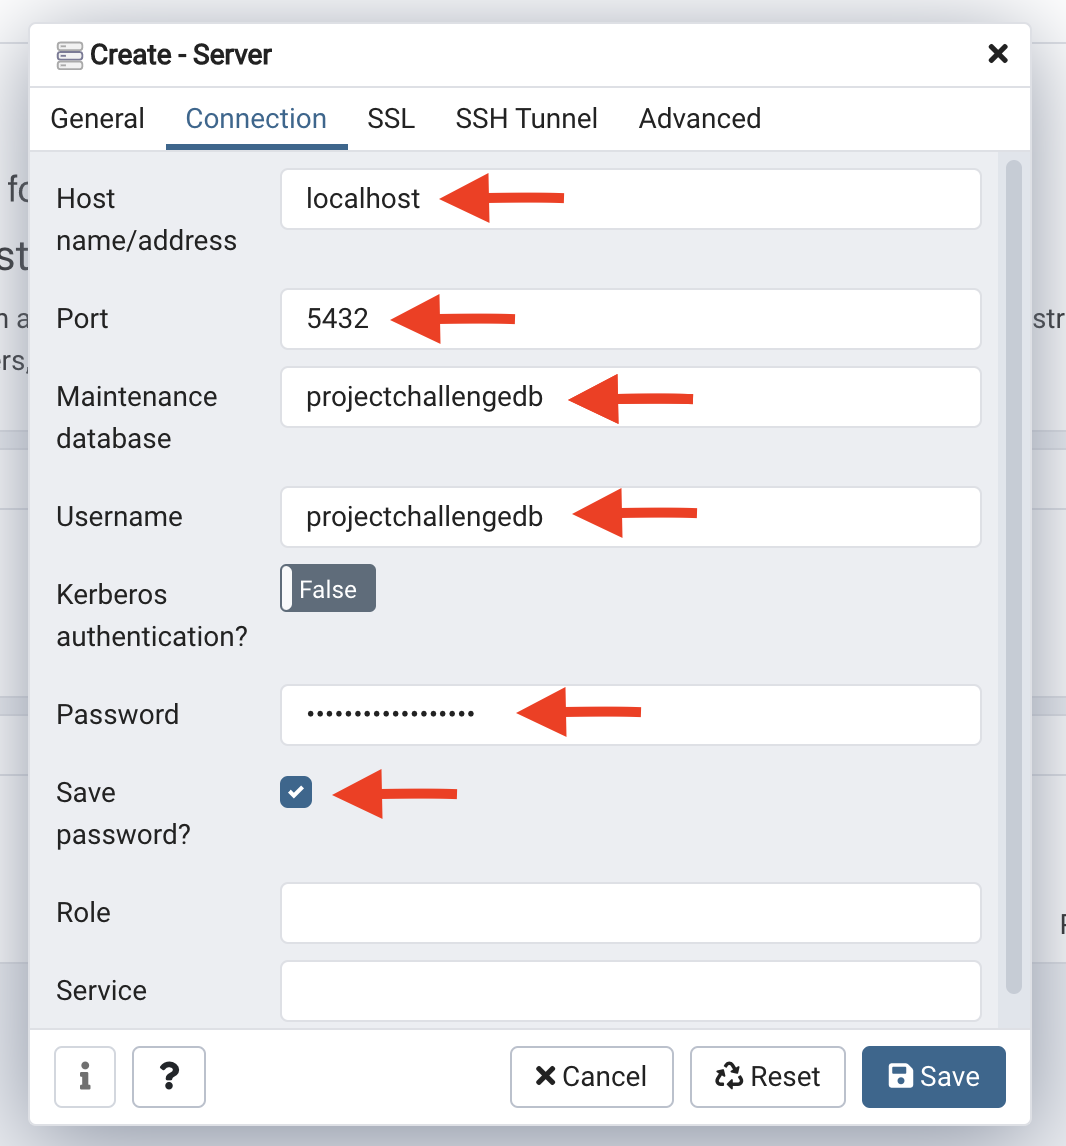 Create - Server
General Connection SSL SSH Tunnel Advanced
Host name/address
localhost
Port
5432
Maintenance database
projectchallengedb
Username
projectchallengedb
Kerberos authentication?
False
Password
••••••••••••••••••
Save password?
Role
Service
? Cancel Reset Save